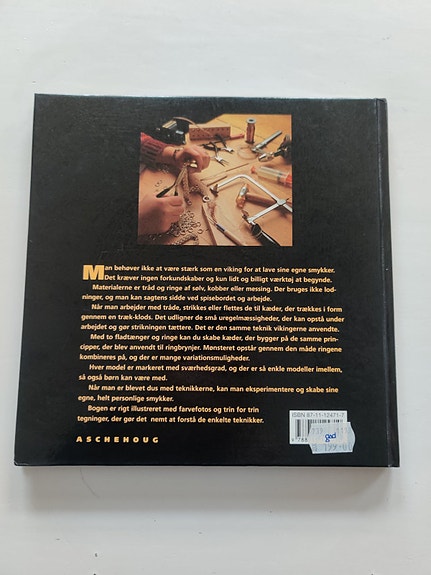 Man behøver ikke at være stærk som en viking for at lave sine egne smykker.
Det kræver ingen forkundskaber og kun lidt og billigt værktøj at begynde.
Materialerne er tråd og ringe af sølv, kobber eller messing. Der bruges ikke lod-
ninger, og man kan sagtens sidde ved spisebordet og arbejde.
Når man arbejder med tråde, strikkes eller flettes de til kæder, der trækkes i form
gennem en træk-klods. Det udligner de små uregelmæssigheder, der kan opstå under
arbejdet og gør strikningen tættere. Det er den samme teknik vikingerne anvendte.
Med to fladtænger og ringe kan du skabe kæder, der bygger på de samme prin-
cipper, der blev anvendt til ringbrynjer. Mønsteret opstår gennem den måde ringene
kombineres på, og der er mange variationsmuligheder.
Hver model er markeret med sværhedsgrad, og der er så enkle modeller imellem,
så også børn kan være med.
Når man er blevet dus med teknikkerne, kan man eksperimentere og skabe sine
egne, helt personlige smykker.
Bogen er rigt illustreret med farvefotos og trin for trin
tegninger, der gør det nemt at forstå de enkelte teknikker.
ASCHEHOUG
ISBN 87-11-12471-7
gad